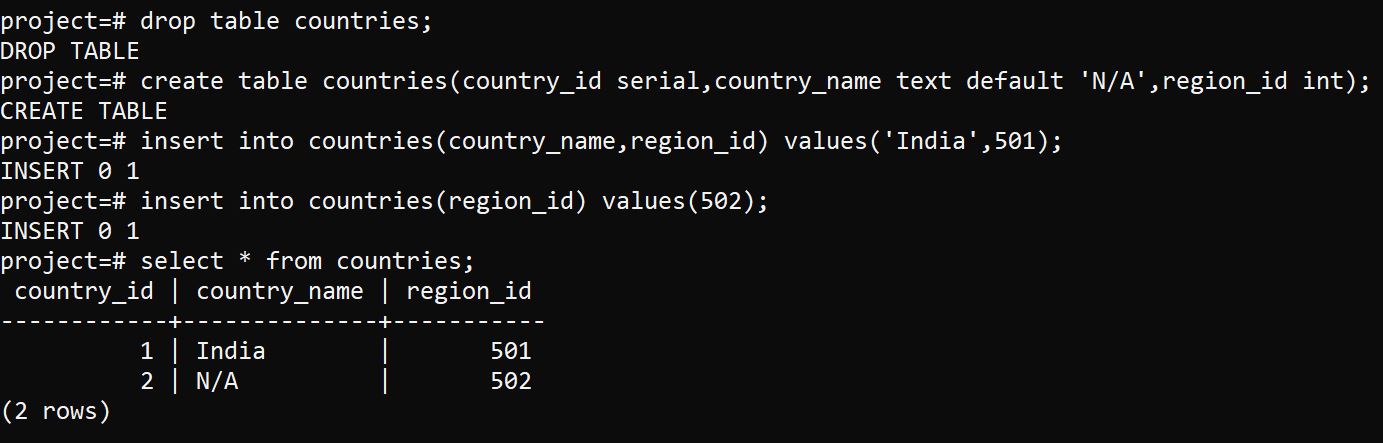 project=# drop table countries;
DROP TABLE
project=# create table countries(country_id serial,country_name text default 'N/A',region_id int);
CREATE TABLE
project=# insert into countries(country_name,region_id) values('India',501);
INSERT 0 1
project=# insert into countries(region_id) values(502);
INSERT 0 1
project=# select * from countries;
 country_id | country_name | region_id
------------+--------------+-----------
          1 | India        |       501
          2 | N/A          |       502
(2 rows)